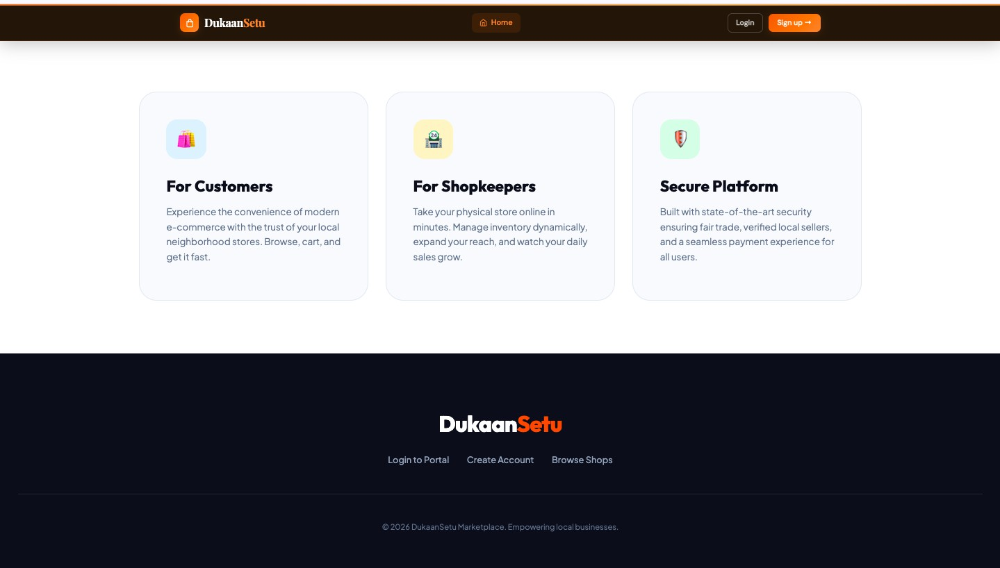 DukaanSetu
Home
Login
Sign up →
24
For Customers
Experience the convenience of modern
e-commerce with the trust of your local
neighborhood stores. Browse, cart, and
get it fast.
For Shopkeepers
Take your physical store online in
minutes. Manage inventory dynamically,
expand your reach, and watch your daily
sales grow.
Secure Platform
Built with state-of-the-art security
ensuring fair trade, verified local sellers,
and a seamless payment experience for
all users.
DukaanSetu
Login to Portal
Create Account
Browse Shops
© 2026 DukaanSetu Marketplace. Empowering local businesses.